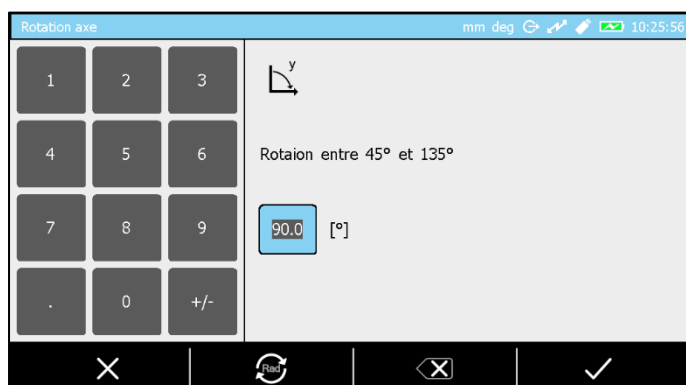 Rotation axe mm deg 10:25:56
1 2 3
y
4 5 6
Rotaion entre 45° et 135°
7 8 9
90.0 [°]
. 0 +/-
Rad